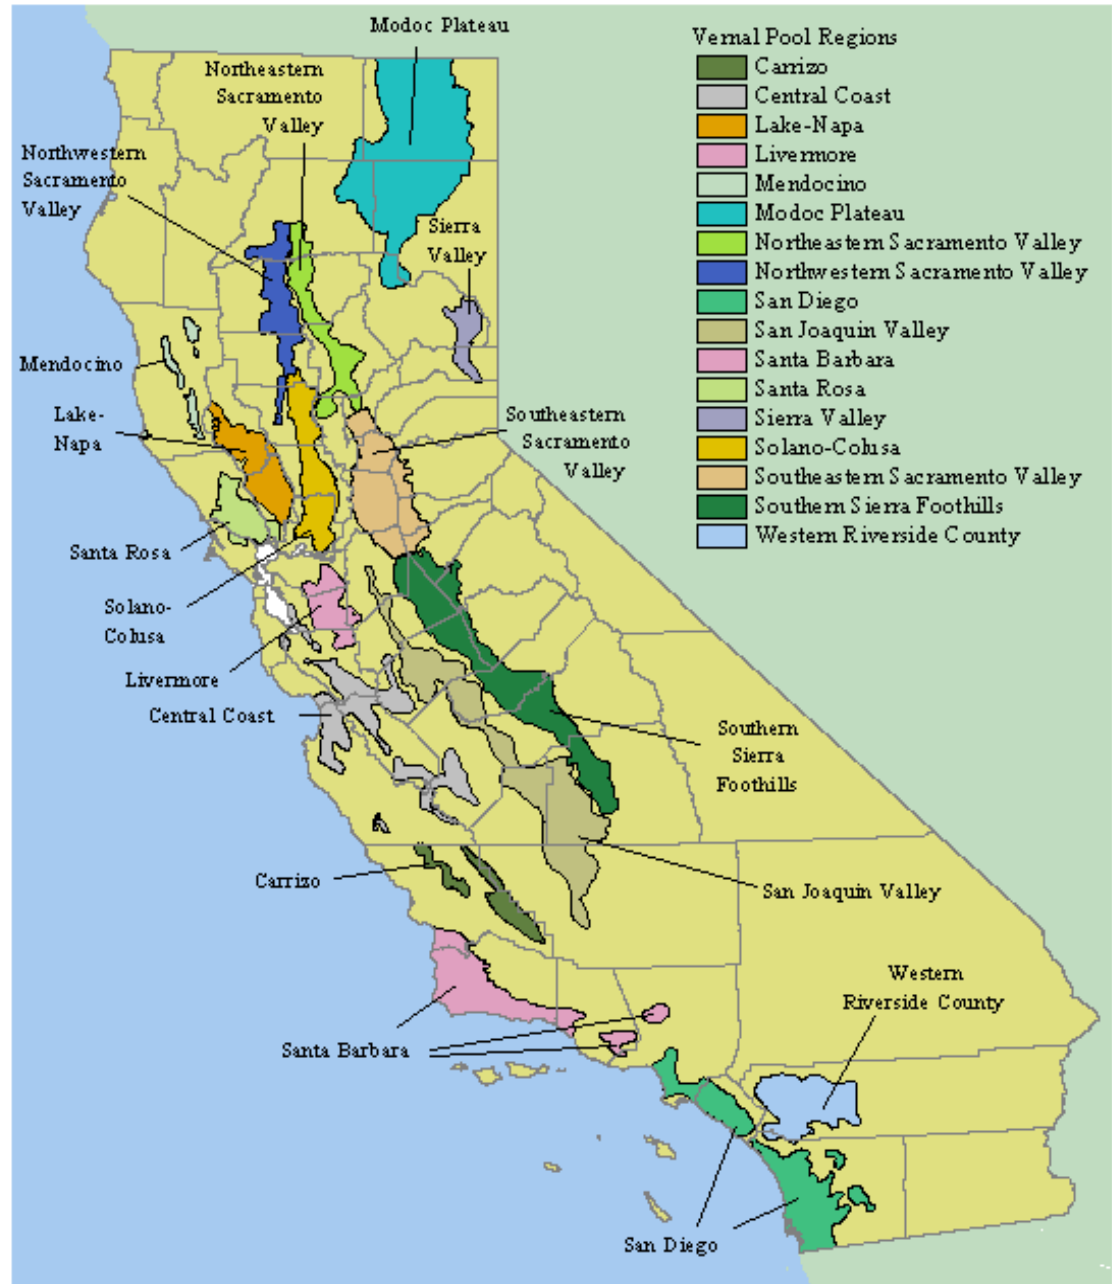 Modoc Plateau
Northeastern
Sacramento
Valley
Northwestern
Sacramento
Valley
Sierra
Valley
Mendocino
Lake-
Napa
Southeastern
Sacramento
Valley
Santa Rosa
Solano-
Colusa
Livermore
Central Coast
Southern
Sierra
Foothills
Carrizo
San Joaquin Valley
Western
Riverside County
Santa Barbara
San Diego
Vernal Pool Regions
Carrizo
Central Coast
Lake-Napa
Livermore
Mendocino
Modoc Plateau
Northeastern Sacramento Valley
Northwestern Sacramento Valley
San Diego
San Joaquin Valley
Santa Barbara
Santa Rosa
Sierra Valley
Solano-Colusa
Southeastern Sacramento Valley
Southern Sierra Foothills
Western Riverside County